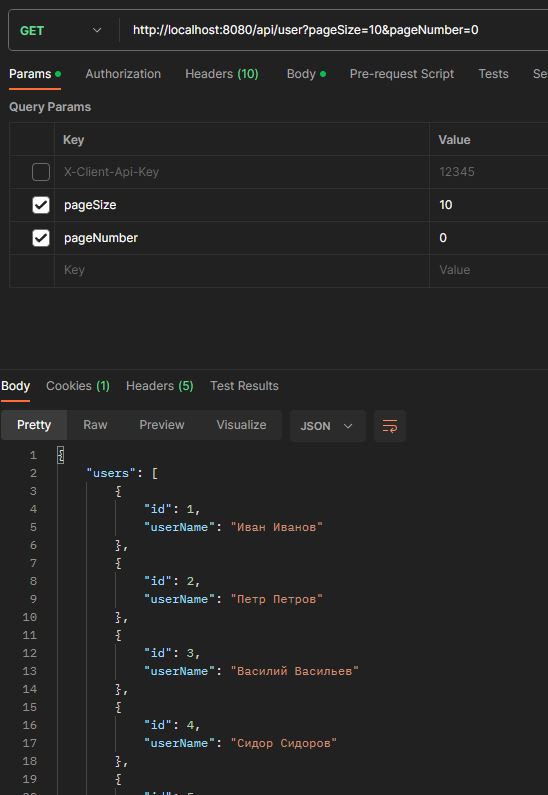 GET http://localhost:8080/api/user?pageSize=10&pageNumber=0
Params Authorization Headers (10) Body Pre-request Script Tests Se
Query Params
Key Value
X-Client-Api-Key 12345
pageSize 10
pageNumber 0
Key Value
Body Cookies (1) Headers (5) Test Results
Pretty Raw Preview Visualize JSON
1 {
2 "users": [
3 {
4 "id": 1,
5 "userName": "Иван Иванов"
6 },
7 {
8 "id": 2,
9 "userName": "Петр Петров"
10 },
11 {
12 "id": 3,
13 "userName": "Василий Васильев"
14 },
15 {
16 "id": 4,
17 "userName": "Сидор Сидоров"
18 },
19 {
"id": 5,